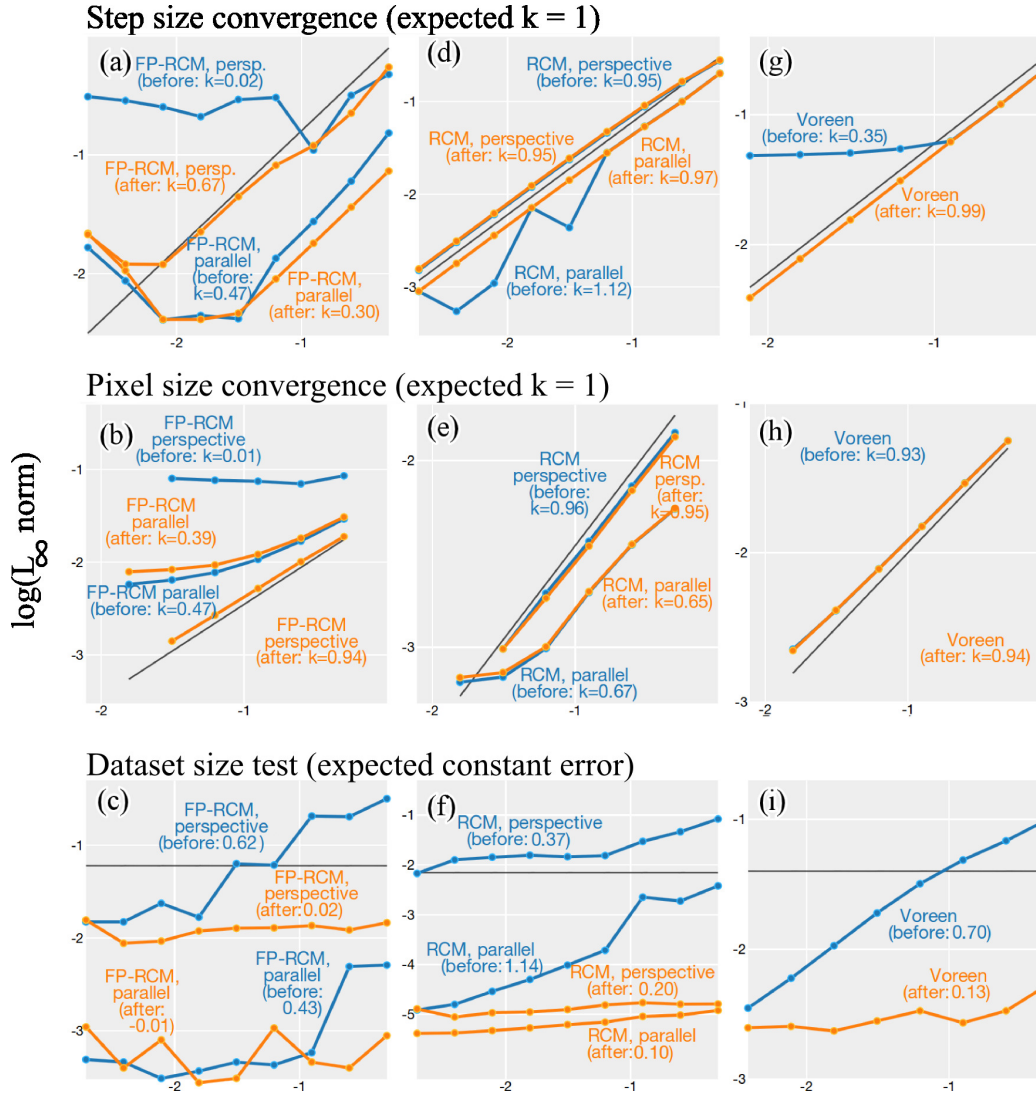 Step size convergence (expected k = 1)
(a)
FP-RCM, persp.
(before: k=0.02)
-1
FP-RCM, persp.
(after: k=0.67)
FP-RCM,
parallel
(before:
k=0.47)
-2
FP-RCM,
parallel
(after: k=0.30)
-2
-1
(d)
RCM, perspective
(before: k=0.95)
-1
RCM, perspective
(after: k=0.95)
RCM,
parallel
(after: k=0.97)
-2
RCM, parallel
(before: k=1.12)
-3
-2
-1
(g)
-1
Voreen
(before: k=0.35)
Voreen
(after: k=0.99)
-2
-2
-1
Pixel size convergence (expected k = 1)
log(L∞ norm)
(b)
FP-RCM
perspective
(before: k=0.01)
-1
FP-RCM
parallel
(after: k=0.39)
-2
FP-RCM parallel
(before: k=0.47)
FP-RCM
perspective
(after: k=0.94)
-3
-2
-1
(e)
-2
RCM
perspective
(before:
k=0.96)
RCM
persp.
(after:
k=0.95)
RCM, parallel
(after: k=0.65)
-3
RCM, parallel
(before: k=0.67)
-2
-1
-1
(h)
Voreen
(before: k=0.93)
-2
Voreen
(after: k=0.94)
-3
-2
-1
Dataset size test (expected constant error)
(c)
FP-RCM,
perspective
(before:0.62)
-1
FP-RCM,
perspective
(after:0.02)
-2
FP-RCM,
parallel
(after:
-0.01)
FP-RCM,
parallel
(before:
0.43)
-3
-2
-1
(f)
-1
RCM, perspective
(before:0.37)
-2
-3
RCM, parallel
(before:1.14)
-4
RCM, perspective
(after:0.20)
-5
RCM, parallel
(after:0.10)
-2
-1
(i)
-1
Voreen
(before:0.70)
-2
Voreen
(after:0.13)
-3
-2
-1